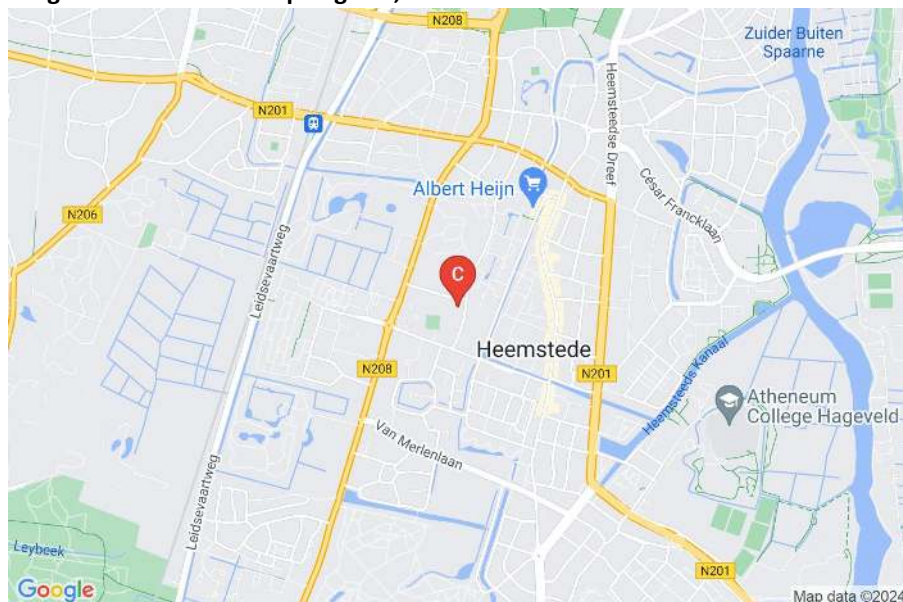 N208
Zuider Buiten
Spaarne
Heemsteedse Dreef
N201
César Francklaan
Albert Heijn
N206
Leidsevaartweg
C
Heemstede
N208
N201
Heemsteeds Kanaal
Atheneum
College Hageveld
Van Merlenlaan
Leidsevaartweg
Leybeek
N201
Google
Map data ©2024